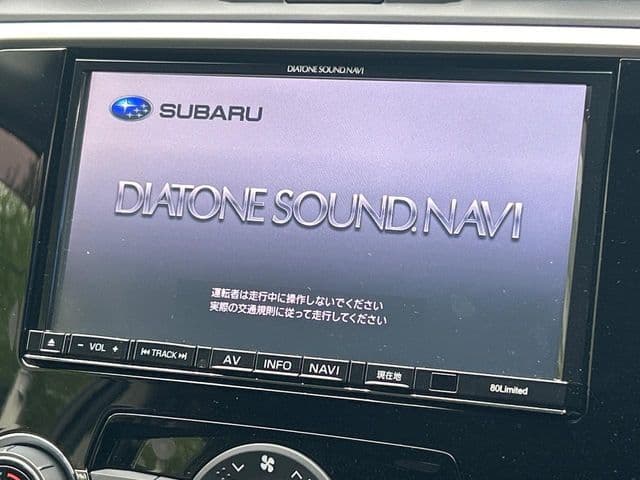 DIATONE SOUND.NAVI
SUBARU
DIATONE SOUND.NAVI
運転者は走行中に操作しないでください
実際の交通規則に従って走行してください
- VOL +
TRACK
AV
INFO
NAVI
現在地
80Limited